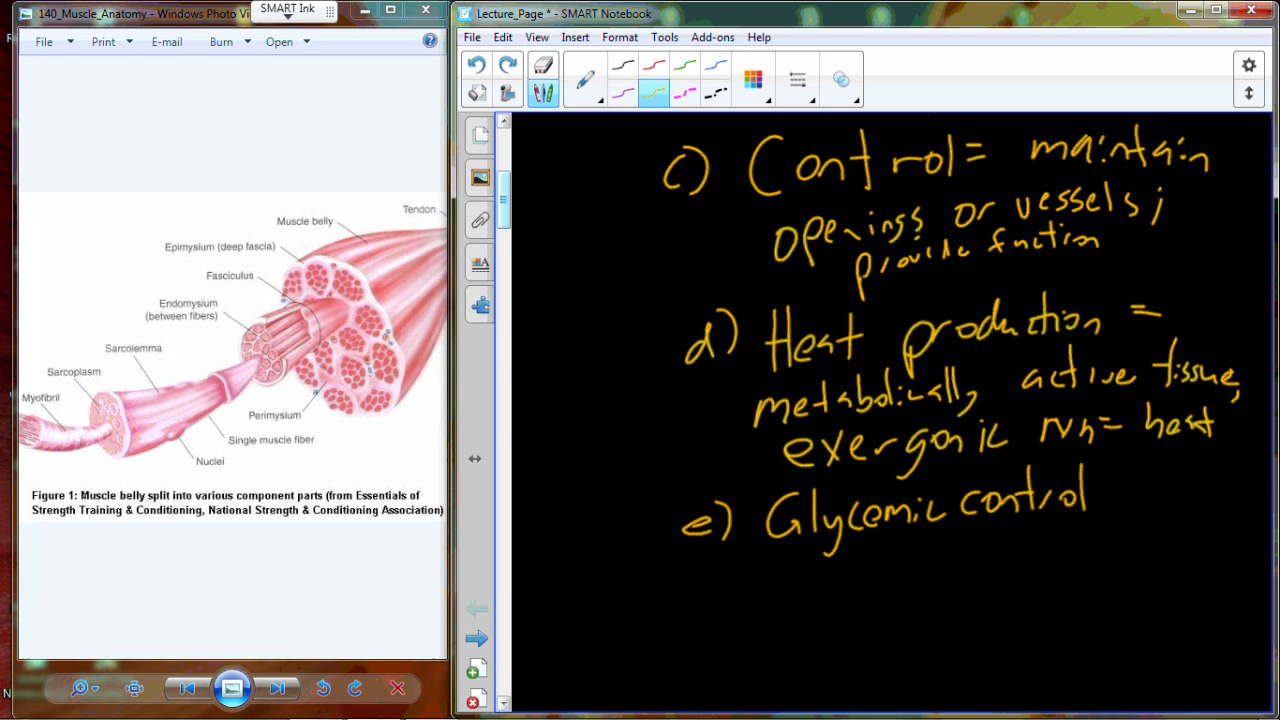 140_Muscle_Anatomy - Windows Photo Vi
SMART Ink
File Print E-mail Burn Open
Tendon
Muscle belly
Epimysium (deep fascia)
Fasciculus
Endomysium
(between fibers)
Sarcolemma
Sarcoplasm
Myofibril
Perimysium
Single muscle fiber
Nuclei
Figure 1: Muscle belly split into various component parts (from Essentials of
Strength Training & Conditioning, National Strength & Conditioning Association)
Lecture_Page * - SMART Notebook
File Edit View Insert Format Tools Add-ons Help
c) Control= maintain
openings or vessels;
provide function
d) Heat production =
metabolically active tissue,
exergonic rxn= heat
e) Glycemic control